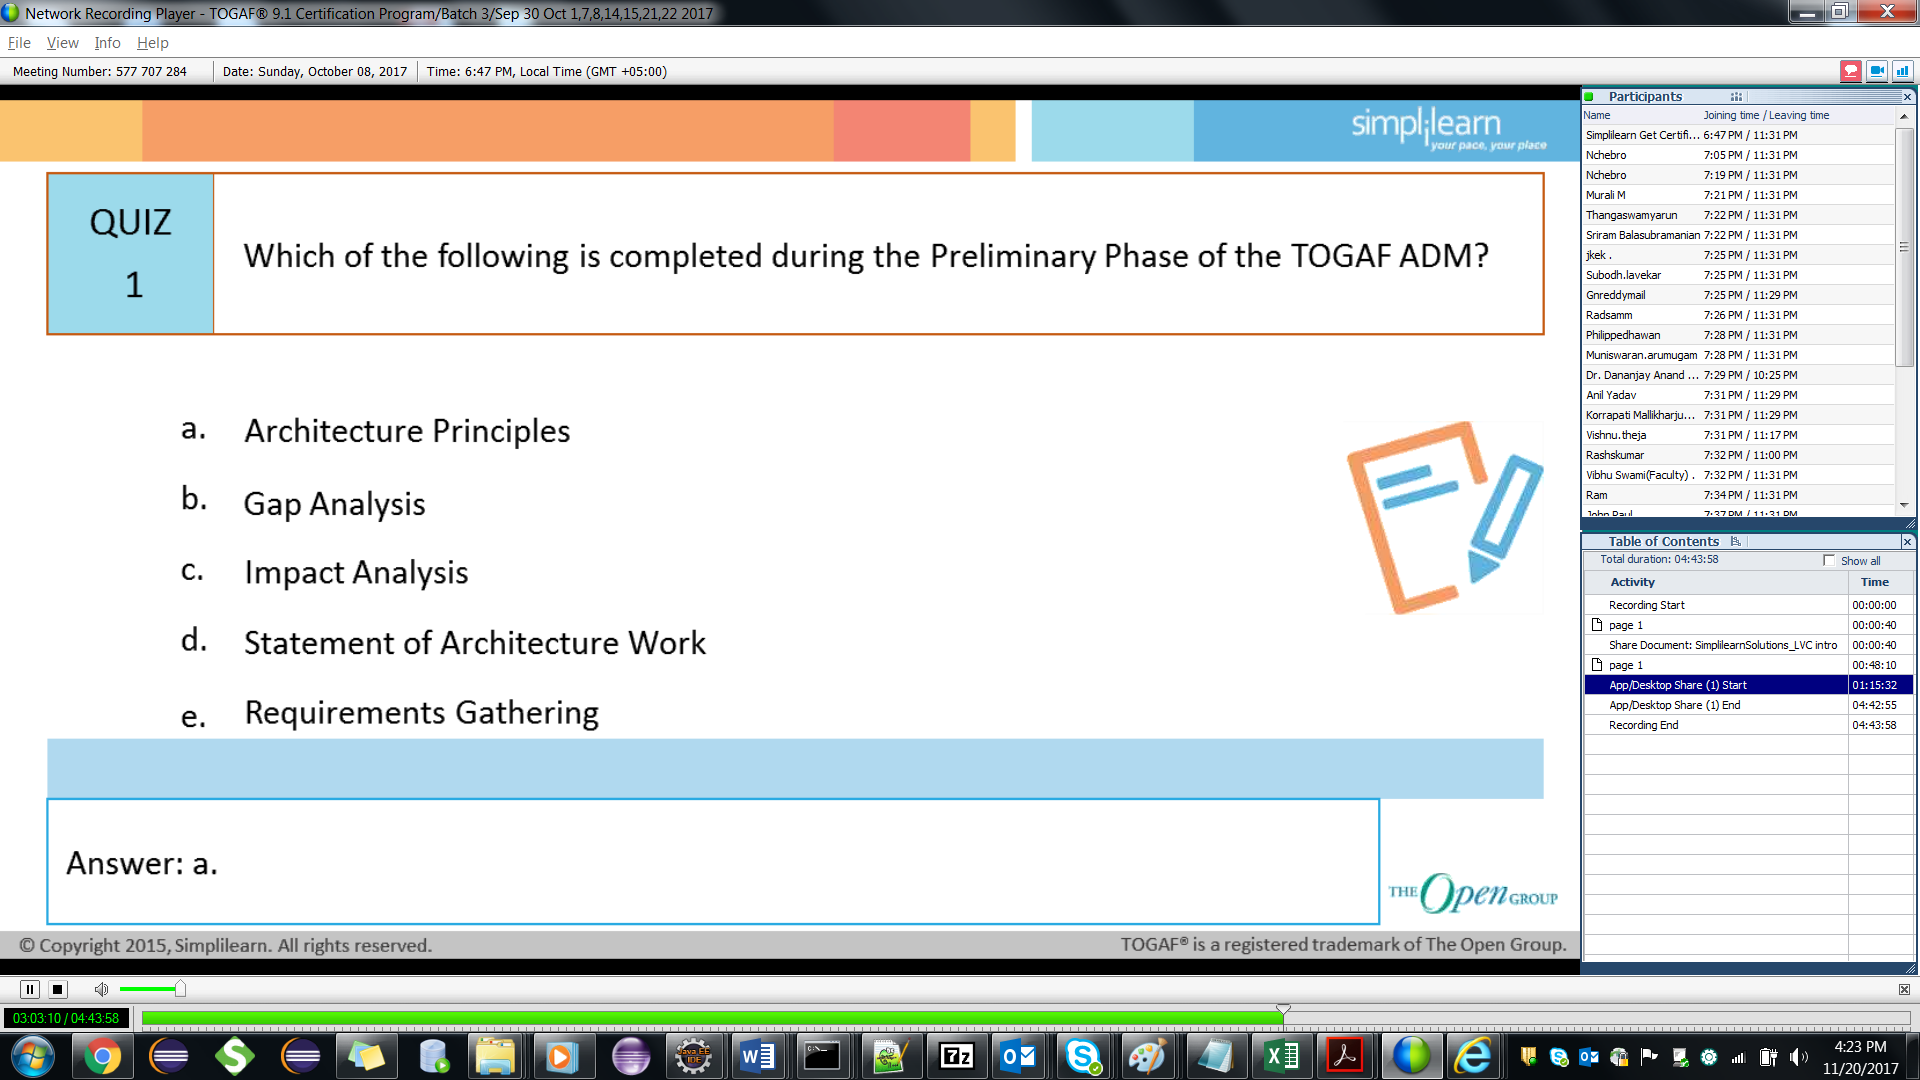 Network Recording Player - TOGAF® 9.1 Certification Program/Batch 3/Sep 30 Oct 1,7,8,14,15,21,22 2017
File View Info Help
Meeting Number: 577 707 284 Date: Sunday, October 08, 2017 Time: 6:47 PM, Local Time (GMT +05:00)
simplilearn
your pace, your place
QUIZ
1
Which of the following is completed during the Preliminary Phase of the TOGAF ADM?
a. Architecture Principles
b. Gap Analysis
c. Impact Analysis
d. Statement of Architecture Work
e. Requirements Gathering
Answer: a.
THE Open GROUP
© Copyright 2015, Simplilearn. All rights reserved.
TOGAF® is a registered trademark of The Open Group.
Participants
Name Joining time / Leaving time
Simplilearn Get Certifi... 6:47 PM / 11:31 PM
Nchebro 7:05 PM / 11:31 PM
Nchebro 7:19 PM / 11:31 PM
Murali M 7:21 PM / 11:31 PM
Thangaswamyarun 7:22 PM / 11:31 PM
Sriram Balasubramanian 7:22 PM / 11:31 PM
jkek . 7:25 PM / 11:31 PM
Subodh.lavekar 7:25 PM / 11:31 PM
Gnreddymail 7:25 PM / 11:29 PM
Radsamm 7:26 PM / 11:31 PM
Philippedhawan 7:28 PM / 11:31 PM
Muniswaran.arumugam 7:28 PM / 11:31 PM
Dr. Dananjay Anand ... 7:29 PM / 10:25 PM
Anil Yadav 7:31 PM / 11:29 PM
Korrapati Mallikharju... 7:31 PM / 11:29 PM
Vishnu.theja 7:31 PM / 11:17 PM
Rashskumar 7:32 PM / 11:00 PM
Vibhu Swami(Faculty) . 7:32 PM / 11:31 PM
Ram 7:34 PM / 11:31 PM
John Paul 7:37 PM / 11:31 PM
Table of Contents
Total duration: 04:43:58 Show all
Activity Time
Recording Start 00:00:00
page 1 00:00:40
Share Document: SimplilearnSolutions_LVC intro 00:00:40
page 1 00:48:10
App/Desktop Share (1) Start 01:15:32
App/Desktop Share (1) End 04:42:55
Recording End 04:43:58
03:03:10 / 04:43:58
Java EE
IDE
W
C:\_
7z
4:23 PM
11/20/2017